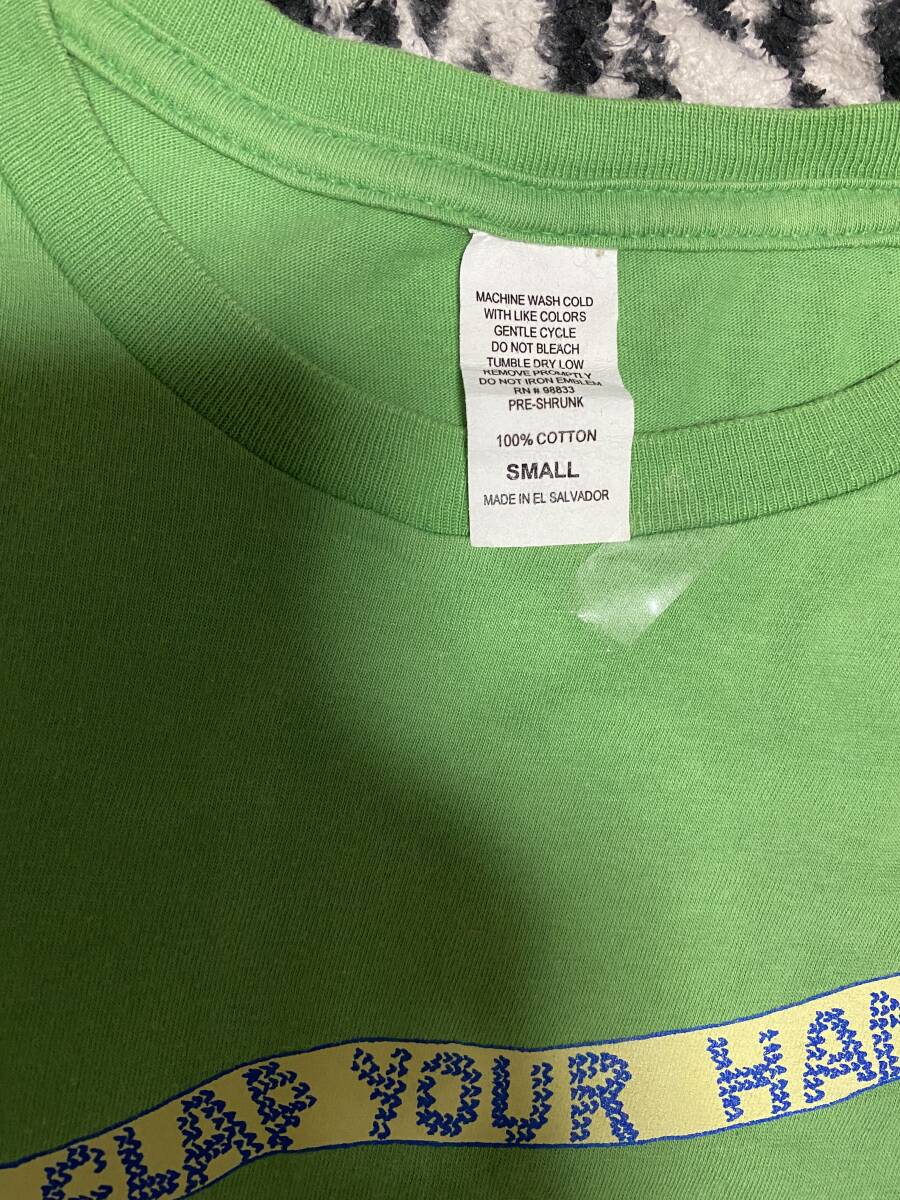 MACHINE WASH COLD
WITH LIKE COLORS
GENTLE CYCLE
DO NOT BLEACH
TUMBLE DRY LOW
REMOVE PROMPTLY
DO NOT IRON EMBLEM
RN # 98833
PRE-SHRUNK
100% COTTON
SMALL
MADE IN EL SALVADOR
CLAP YOUR HAN